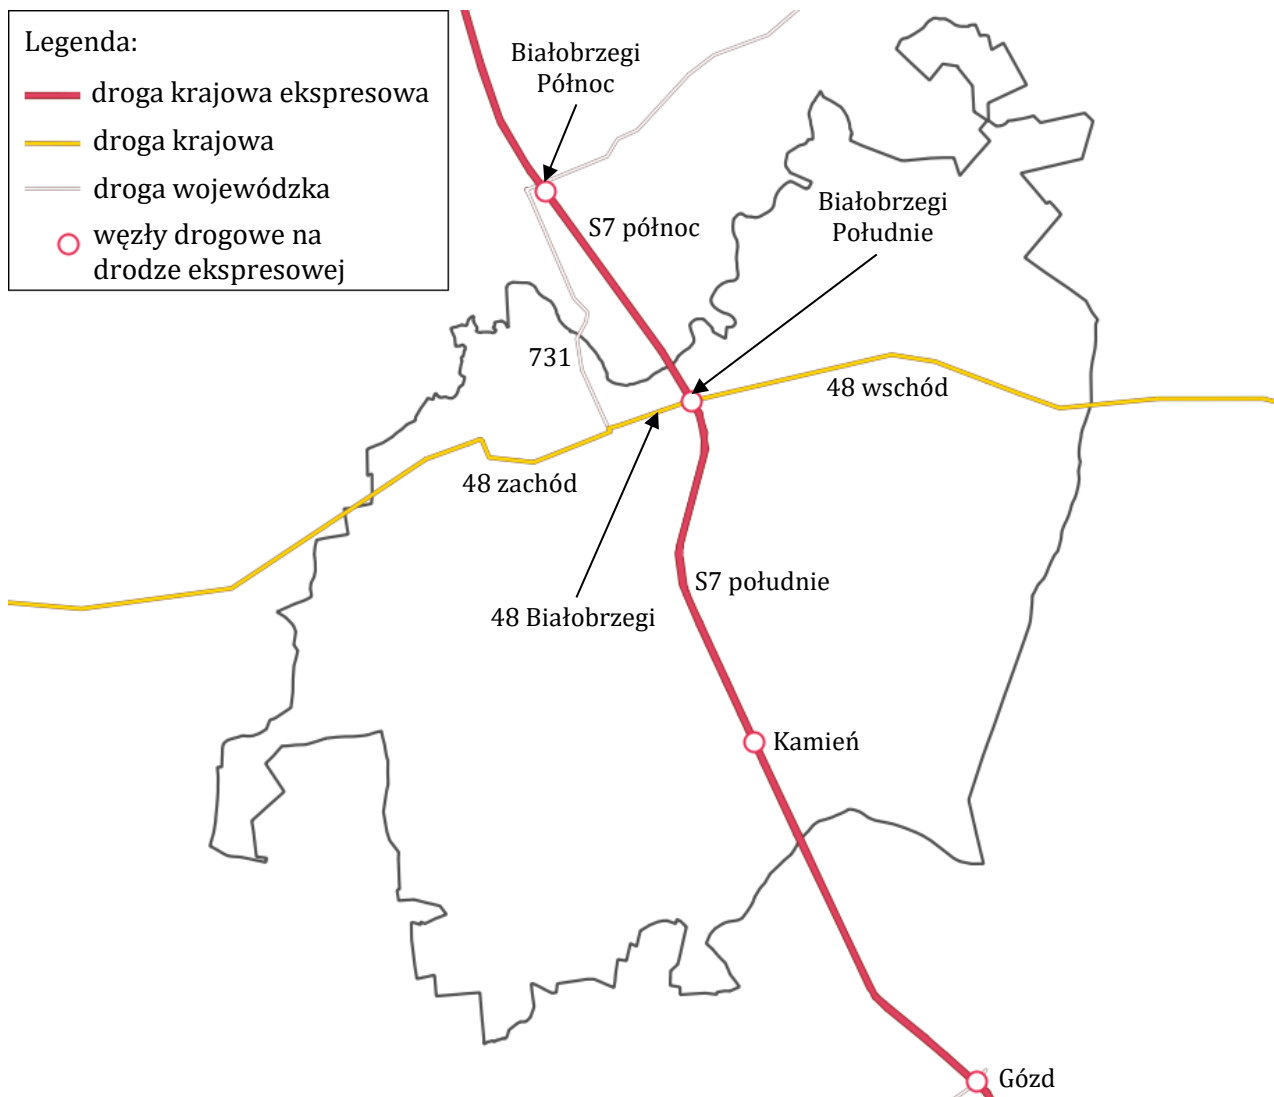 Legenda:
droga krajowa ekspresowa
droga krajowa
droga wojewódzka
węzły drogowe na
drodze ekspresowej
Białobrzegi
Północ
S7 północ
Białobrzegi
Południe
731
48 wschód
48 zachód
S7 południe
48 Białobrzegi
Kamień
Gózd